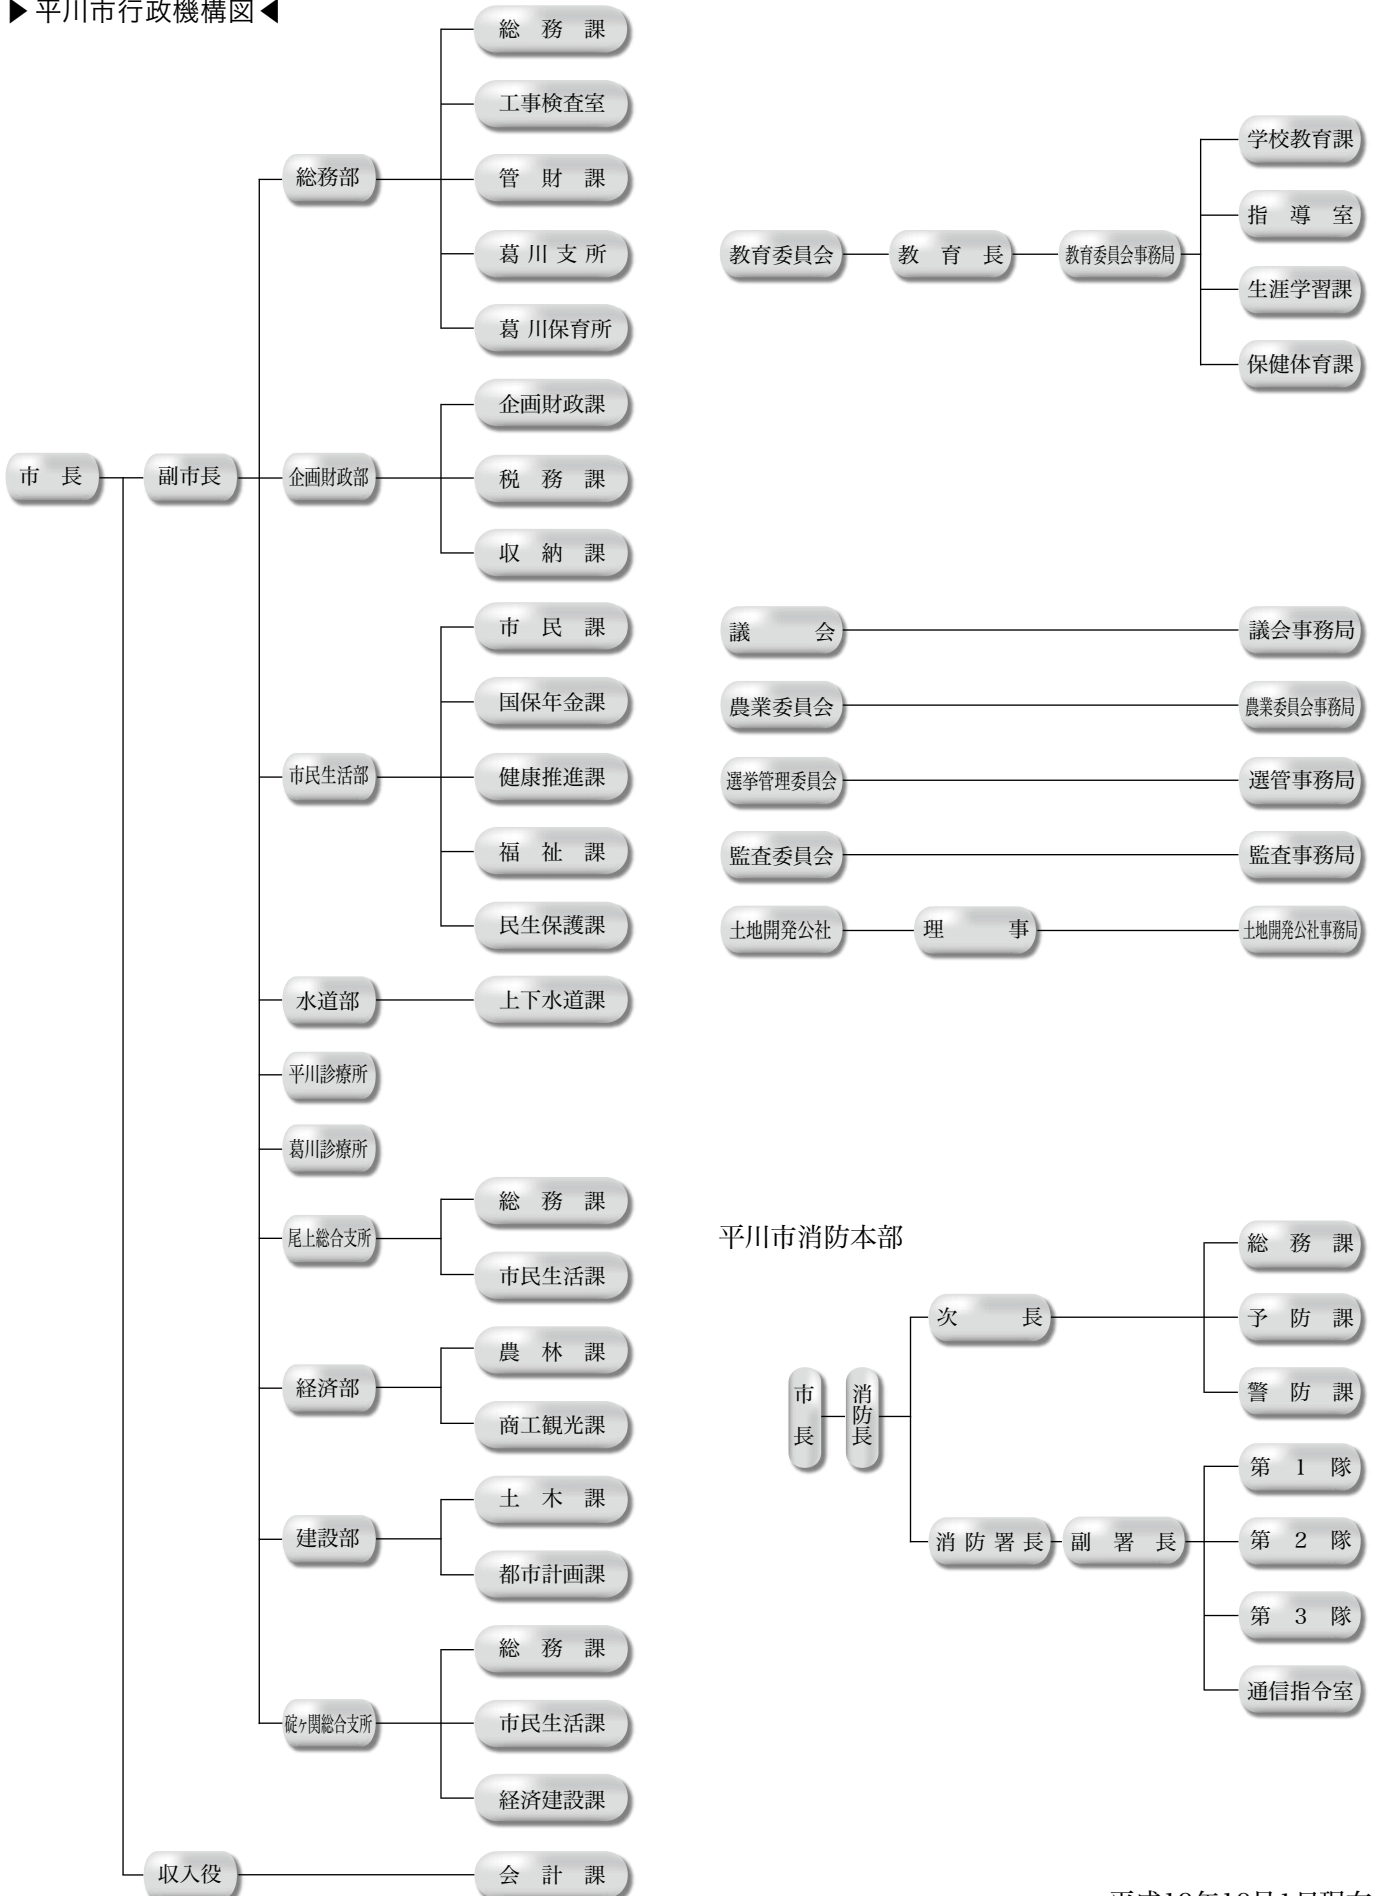 ▶平川市行政機構図◀
市　長
副市長
総務部
総　務　課
工事検査室
管　財　課
葛川支所
葛川保育所
企画財政部
企画財政課
税　務　課
収　納　課
市民生活部
市　民　課
国保年金課
健康推進課
福　祉　課
民生保護課
水道部
上下水道課
平川診療所
葛川診療所
尾上総合支所
総　務　課
市民生活課
経済部
農　林　課
商工観光課
建設部
土　木　課
都市計画課
碇ヶ関総合支所
総　務　課
市民生活課
経済建設課
収入役
会　計　課
教育委員会
教　育　長
教育委員会事務局
学校教育課
指　導　室
生涯学習課
保健体育課
議　会
議会事務局
農業委員会
農業委員会事務局
選挙管理委員会
選管事務局
監査委員会
監査事務局
土地開発公社
理　事
土地開発公社事務局
平川市消防本部
市　長
消防長
次　長
総　務　課
予　防　課
警　防　課
消防署長
副　署　長
第　1　隊
第　2　隊
第　3　隊
通信指令室